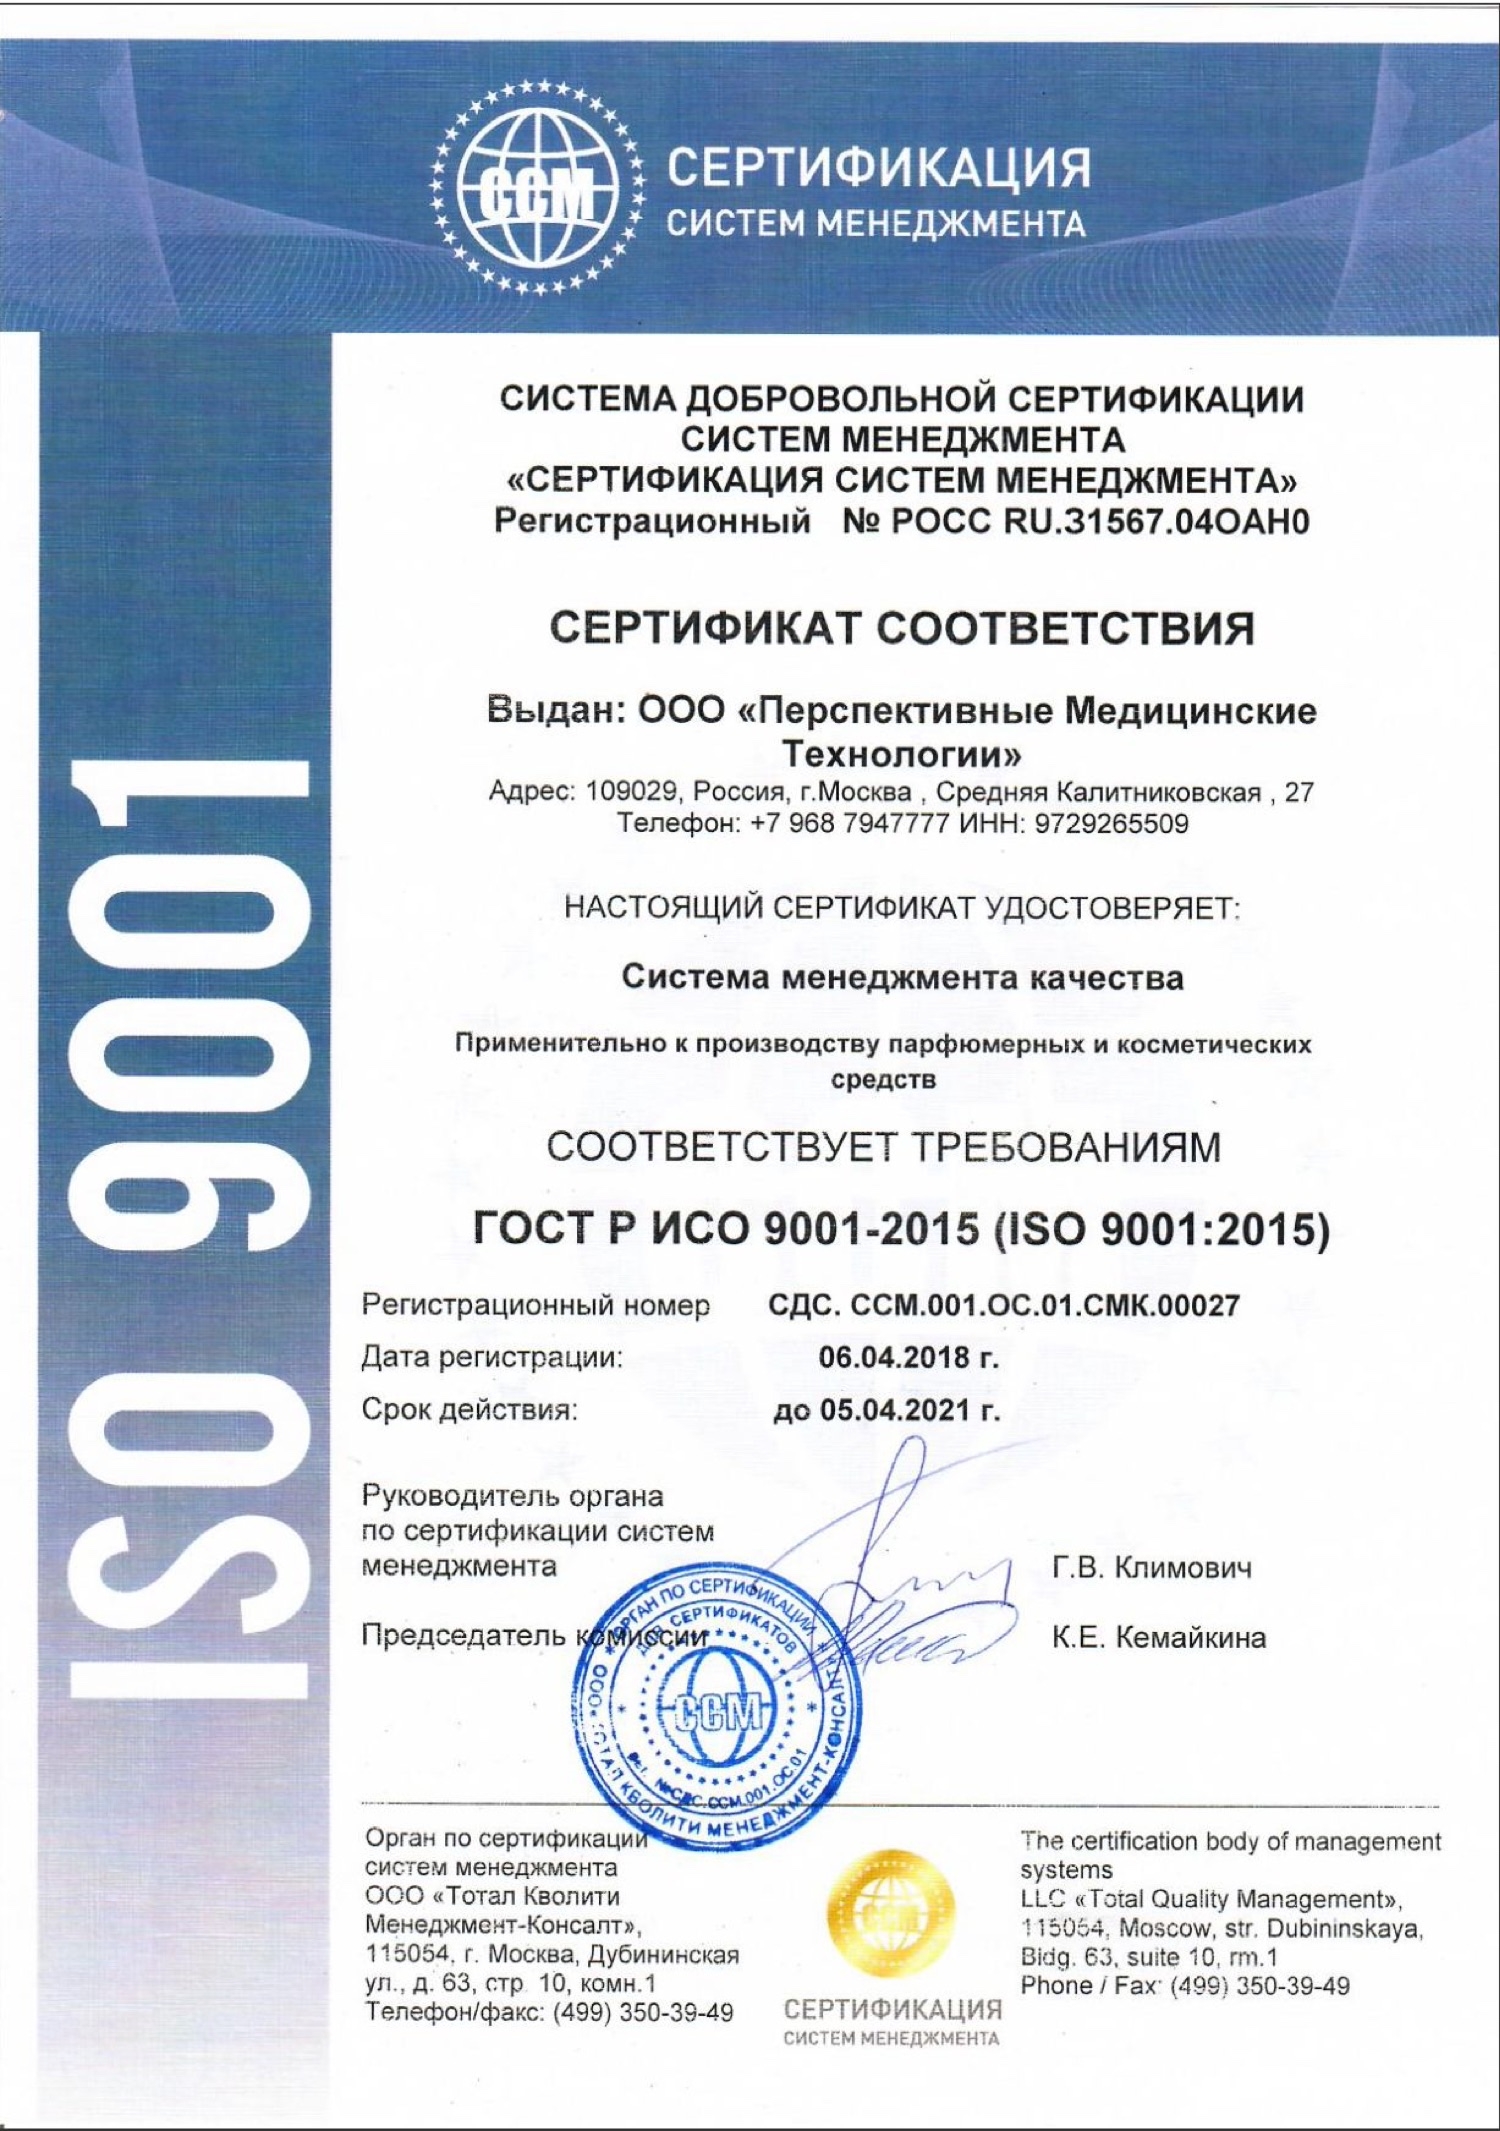 ССМ
СЕРТИФИКАЦИЯ
СИСТЕМ МЕНЕДЖМЕНТА
ISO 9001
СИСТЕМА ДОБРОВОЛЬНОЙ СЕРТИФИКАЦИИ
СИСТЕМ МЕНЕДЖМЕНТА
«СЕРТИФИКАЦИЯ СИСТЕМ МЕНЕДЖМЕНТА»
Регистрационный № РОСС RU.31567.04ОАН0
СЕРТИФИКАТ СООТВЕТСТВИЯ
Выдан: ООО «Перспективные Медицинские
Технологии»
Адрес: 109029, Россия, г.Москва , Средняя Калитниковская , 27
Телефон: +7 968 7947777 ИНН: 9729265509
НАСТОЯЩИЙ СЕРТИФИКАТ УДОСТОВЕРЯЕТ:
Система менеджмента качества
Применительно к производству парфюмерных и косметических
средств
СООТВЕТСТВУЕТ ТРЕБОВАНИЯМ
ГОСТ Р ИСО 9001-2015 (ISO 9001:2015)
Регистрационный номер СДС. ССМ.001.ОС.01.СМК.00027
Дата регистрации: 06.04.2018 г.
Срок действия: до 05.04.2021 г.
Руководитель органа
по сертификации систем
менеджмента Г.В. Климович
Председатель комиссии К.Е. Кемайкина
ОРГАН ПО СЕРТИФИКАЦИИ
ООО ТОТАЛ КВОЛИТИ МЕНЕДЖМЕНТ-КОНСАЛТ
ДЛЯ СЕРТИФИКАТОВ
ССМ
№СДС.ССМ.001.ОС.01
Орган по сертификации
систем менеджмента
ООО «Тотал Кволити
Менеджмент-Консалт»,
115054, г. Москва, Дубининская
ул., д. 63, стр. 10, комн.1
Телефон/факс: (499) 350-39-49
ССМ
СЕРТИФИКАЦИЯ
СИСТЕМ МЕНЕДЖМЕНТА
The certification body of management
systems
LLC «Total Quality Management»,
115054, Moscow, str. Dubininskaya,
Bldg. 63, suite 10, rm.1
Phone / Fax: (499) 350-39-49